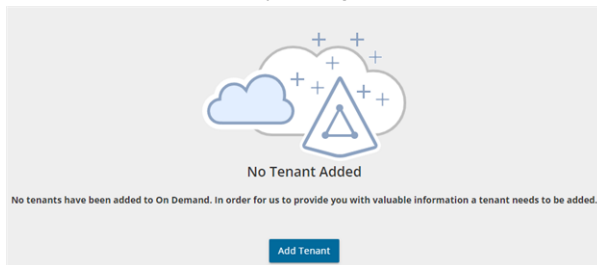 No Tenant Added
No tenants have been added to On Demand. In order for us to provide you with valuable information a tenant needs to be added.
Add Tenant